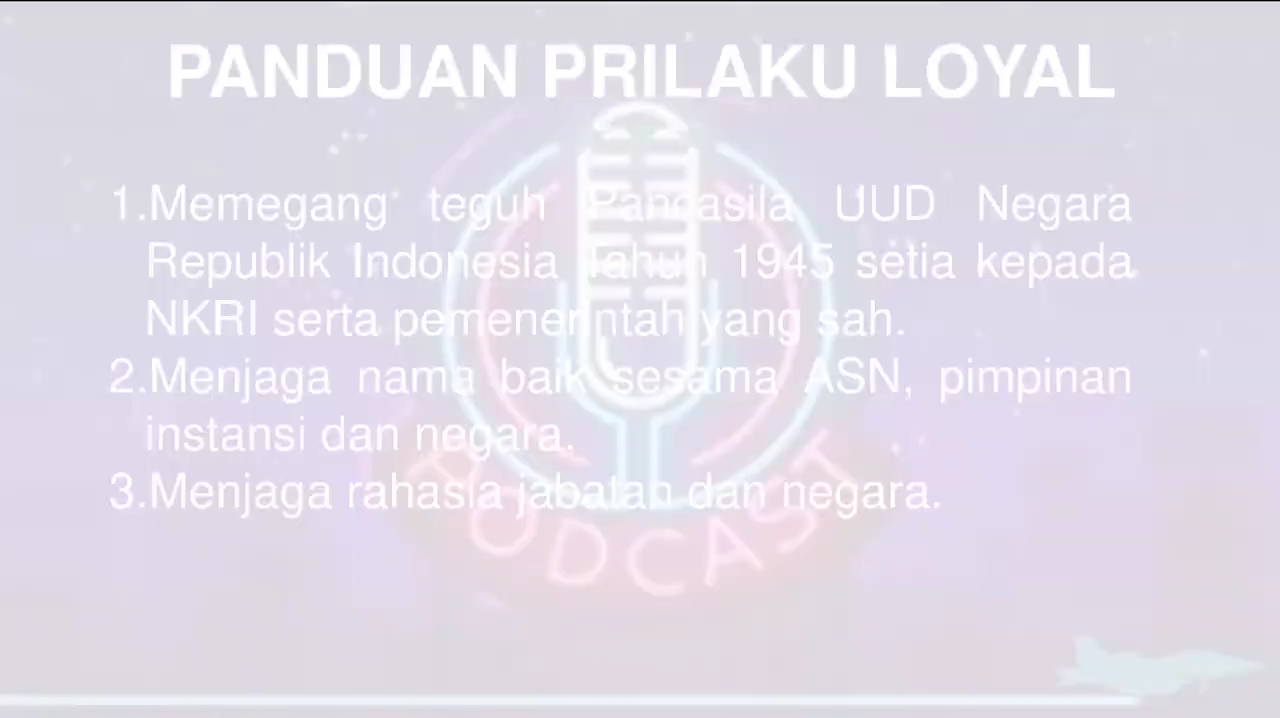 PANDUAN PRILAKU LOYAL
1.Memegang teguh Pancasila UUD Negara
Republik Indonesia Tahun 1945 setia kepada
NKRI serta pemenerintah yang sah.
2.Menjaga nama baik sesama ASN, pimpinan
instansi dan negara.
3.Menjaga rahasia jabatan dan negara.
PODCAST